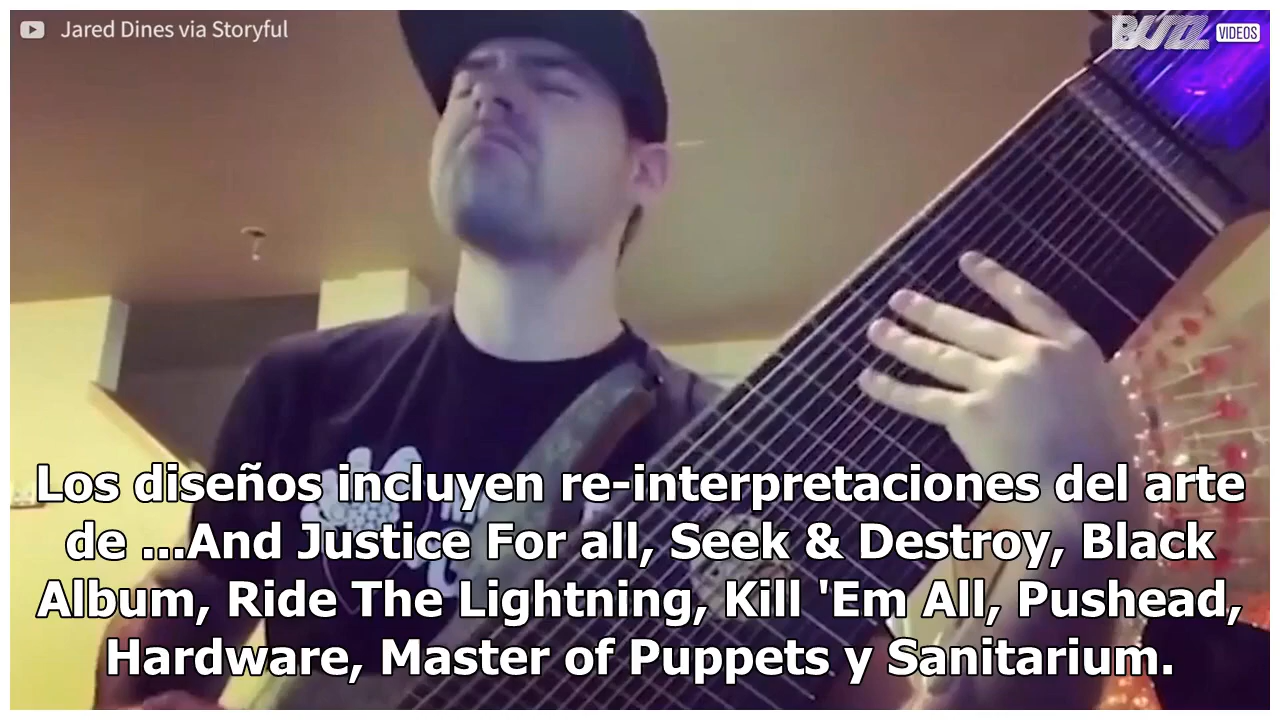 Jared Dines via Storyful
BUZZ VIDEOS
Los diseños incluyen re-interpretaciones del arte
de ...And Justice For all, Seek & Destroy, Black
Album, Ride The Lightning, Kill 'Em All, Pushead,
Hardware, Master of Puppets y Sanitarium.